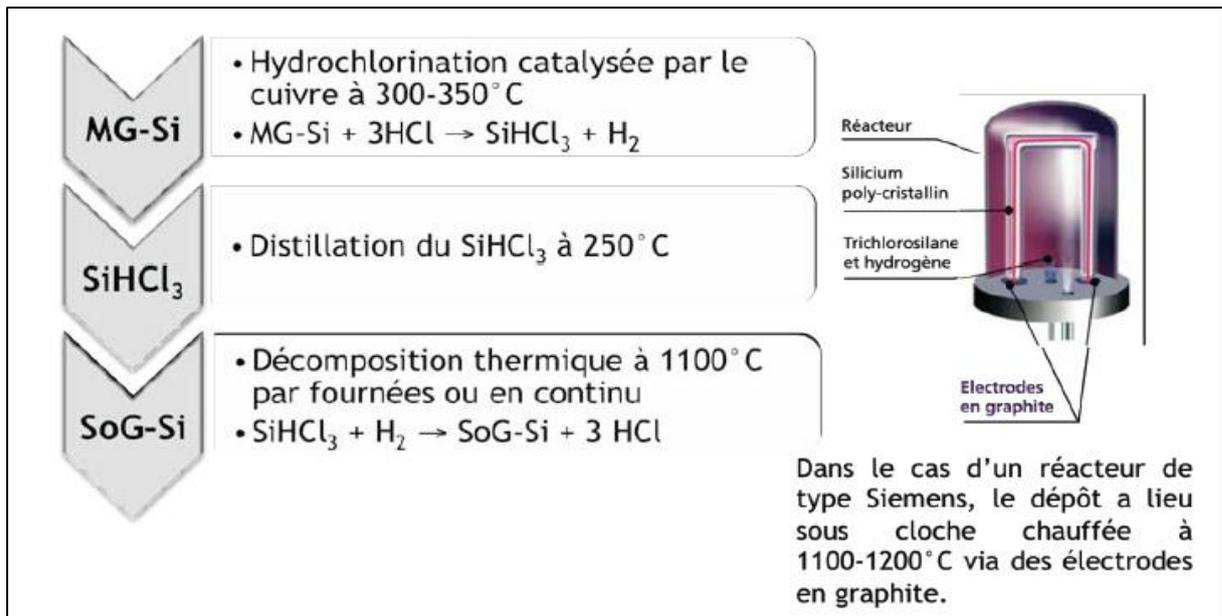 MG-Si
• Hydrochlorination catalysée par le
cuivre à 300-350°C
• MG-Si + 3HCl → SiHCl₃ + H₂
SiHCl₃
• Distillation du SiHCl₃ à 250°C
SoG-Si
• Décomposition thermique à 1100°C
par fournées ou en continu
• SiHCl₃ + H₂ → SoG-Si + 3 HCl
Réacteur
Silicium
poly-cristallin
Trichlorosilane
et hydrogène
Electrodes
en graphite
Dans le cas d'un réacteur de
type Siemens, le dépôt a lieu
sous cloche chauffée à
1100-1200°C via des électrodes
en graphite.